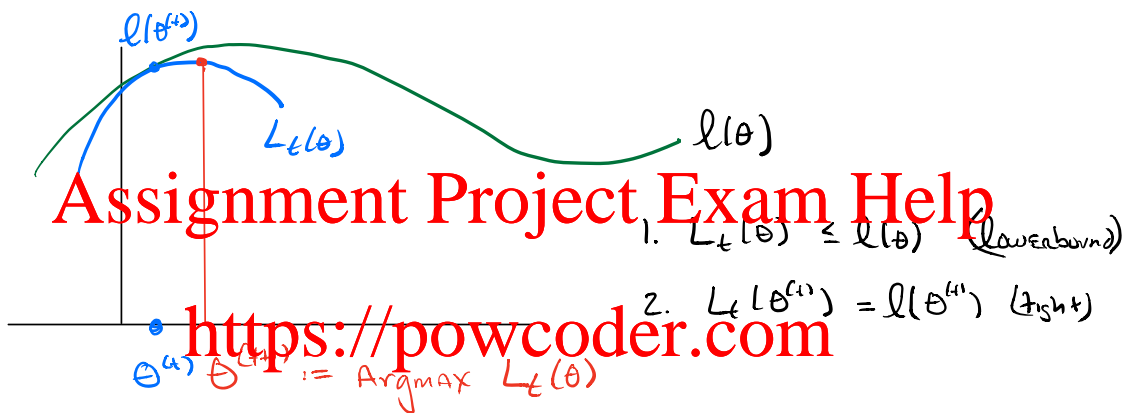 l(θ^(t))
L_t(θ)
l(θ)
Assignment Project Exam Help
1. L_t(θ) ≤ l(θ) (lowerbound)
2. L_t(θ^(t)) = l(θ^(t)) (tight)
https://powcoder.com
θ^(t) θ^(t+1) := Argmax L_t(θ)